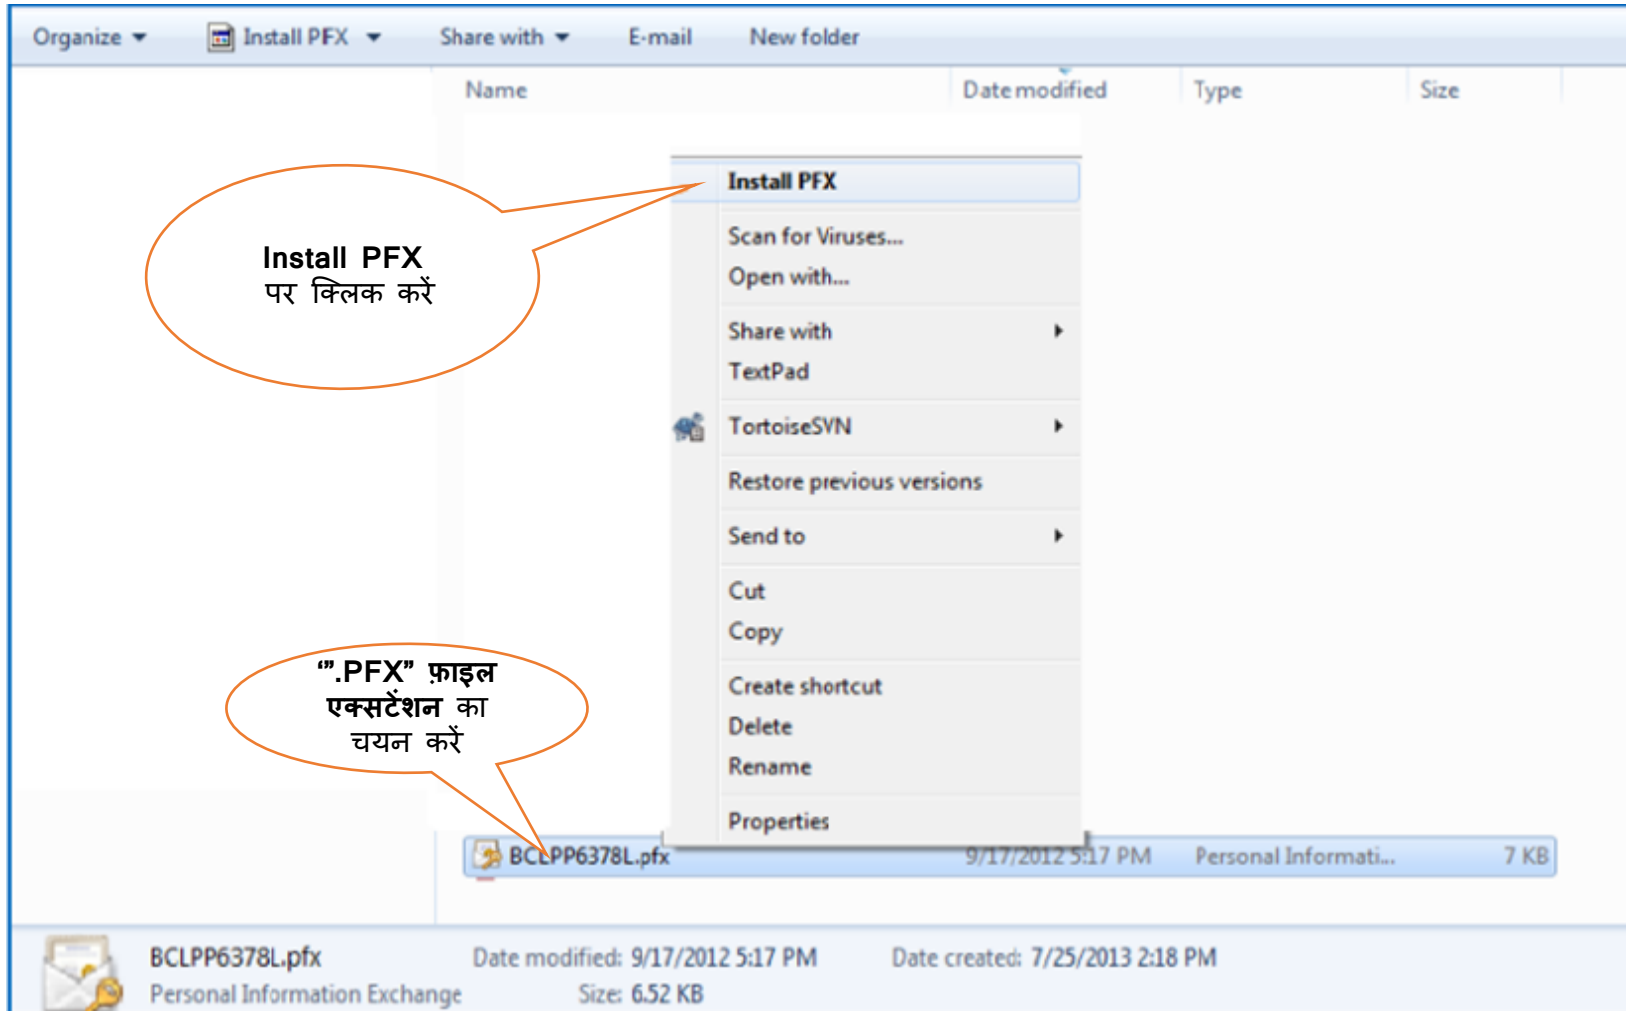 Organize Install PFX Share with E-mail New folder
Name Date modified Type Size
Install PFX
Scan for Viruses...
Open with...
Share with
TextPad
TortoiseSVN
Restore previous versions
Send to
Cut
Copy
Create shortcut
Delete
Rename
Properties
Install PFX
पर क्लिक करें
“”.PFX” फ़ाइल
एक्सटेंशन का
चयन करें
BCLPP6378L.pfx 9/17/2012 5:17 PM Personal Informati... 7 KB
BCLPP6378L.pfx Date modified: 9/17/2012 5:17 PM Date created: 7/25/2013 2:18 PM
Personal Information Exchange Size: 6.52 KB